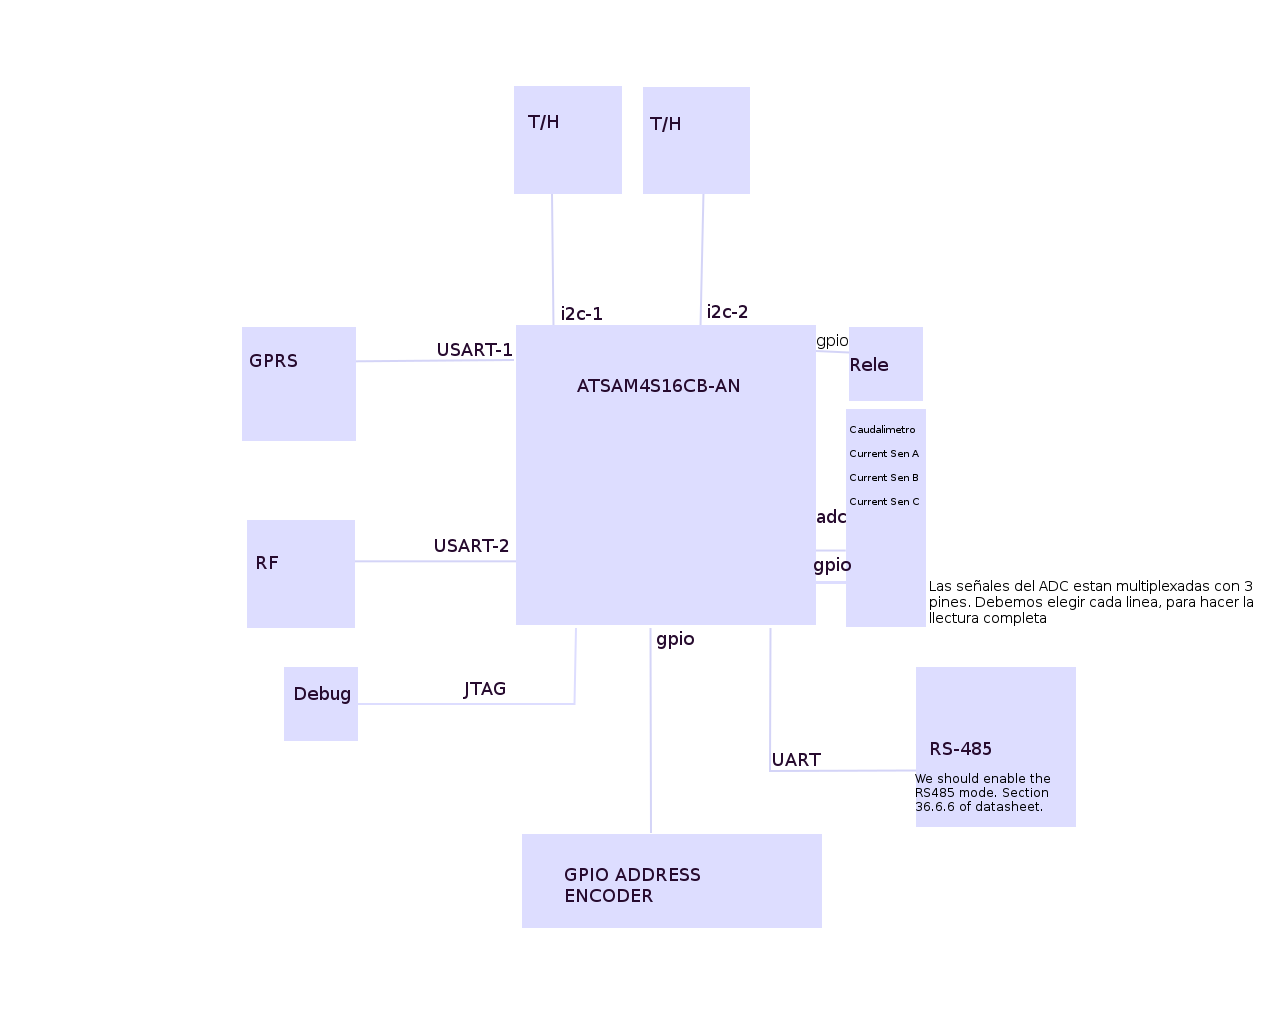 T/H
T/H
i2c-1
i2c-2
GPRS
USART-1
ATSAM4S16CB-AN
gpio
Rele
Caudalimetro
Current Sen A
Current Sen B
Current Sen C
adc
gpio
RF
USART-2
Las señales del ADC estan multiplexadas con 3
pines. Debemos elegir cada linea, para hacer la
llectura completa
gpio
Debug
JTAG
UART
RS-485
We should enable the
RS485 mode. Section
36.6.6 of datasheet.
GPIO ADDRESS
ENCODER